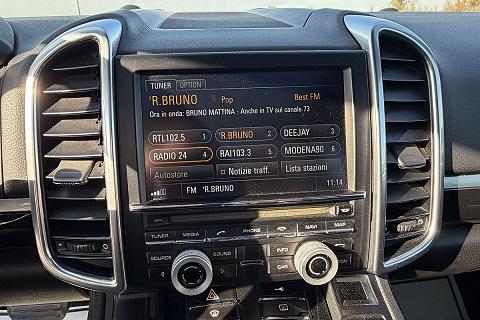 TUNER OPTION
'R.BRUNO Pop Best FM
Ora in onda: BRUNO MATTINA - Anche in TV sul canale 73
RTL102.5 1 'R.BRUNO 2 DEEJAY 3
RADIO 24 4 RAI103.3 5 MODENA90 6
Autostore Notizie traff. Lista stazioni
FM 'R.BRUNO 11:14
TUNER MEDIA PHONE NAV MAP
SOURCE SOUND INFO TRIP
CAR